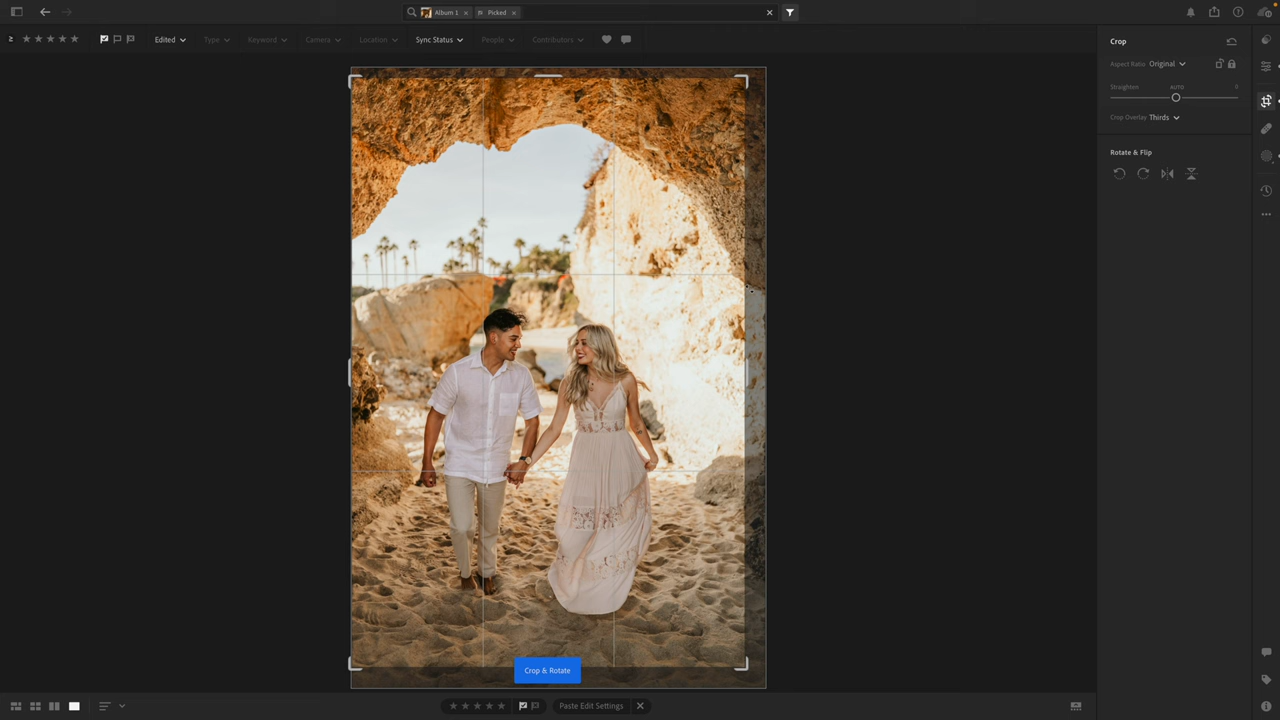 Album 1
Picked
Edited
Type
Keyword
Camera
Location
Sync Status
People
Contributors
Crop
Aspect Ratio Original
Straighten AUTO 0
Crop Overlay Thirds
Rotate & Flip
Crop & Rotate
Paste Edit Settings